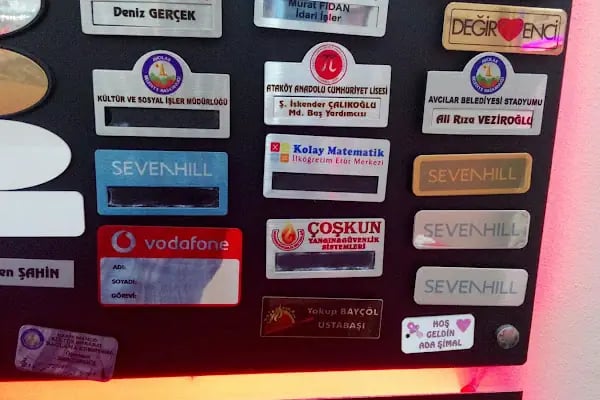 Deniz GERÇEK
Murat FİDAN
İdari İşler
DEĞİR
ENCİ
KÜLTÜR VE SOSYAL İŞLER MÜDÜRLÜĞÜ
ATAKÖY ANADOLU CUMHURİYET LİSESİ
Ş. İskender ÇALIKOĞLU
Md. Baş Yardımcısı
AVCILAR BELEDİYESİ STADYUMU
Ali Rıza VEZİROĞLU
SEVENHILL
Kolay Matematik
İlköğretim Etüt Merkezi
SEVENHILL
vodafone
ADI:
SOYADI:
GÖREVİ:
ÇOŞKUN
YANGIN&GÜVENLİK
SİSTEMLERİ
SEVENHILL
en ŞAHİN
SEVENHILL
Yakup BAYÇÖL
USTABAŞI
HOŞ
GELDİN
ADA ŞİMAL